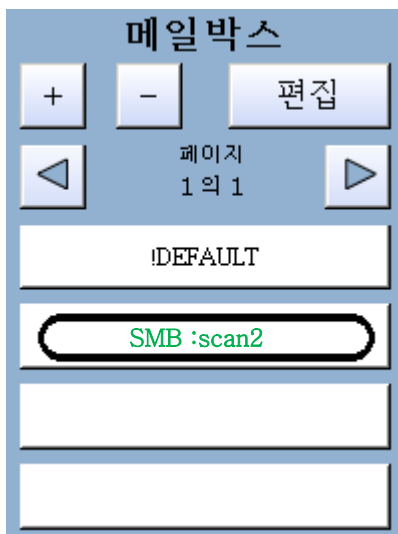 메일박스
+ - 편집
페이지
1 의 1
!DEFAULT
SMB :scan2